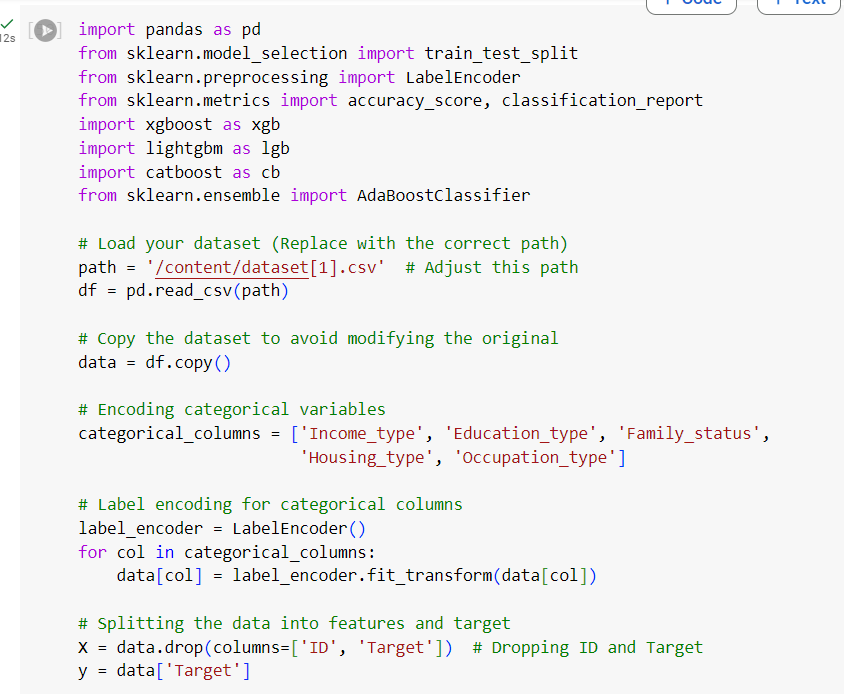 + Code + Text
12s
import pandas as pd
from sklearn.model_selection import train_test_split
from sklearn.preprocessing import LabelEncoder
from sklearn.metrics import accuracy_score, classification_report
import xgboost as xgb
import lightgbm as lgb
import catboost as cb
from sklearn.ensemble import AdaBoostClassifier
# Load your dataset (Replace with the correct path)
path = '/content/dataset[1].csv'  # Adjust this path
df = pd.read_csv(path)
# Copy the dataset to avoid modifying the original
data = df.copy()
# Encoding categorical variables
categorical_columns = ['Income_type', 'Education_type', 'Family_status',
                       'Housing_type', 'Occupation_type']
# Label encoding for categorical columns
label_encoder = LabelEncoder()
for col in categorical_columns:
    data[col] = label_encoder.fit_transform(data[col])
# Splitting the data into features and target
X = data.drop(columns=['ID', 'Target'])  # Dropping ID and Target
y = data['Target']